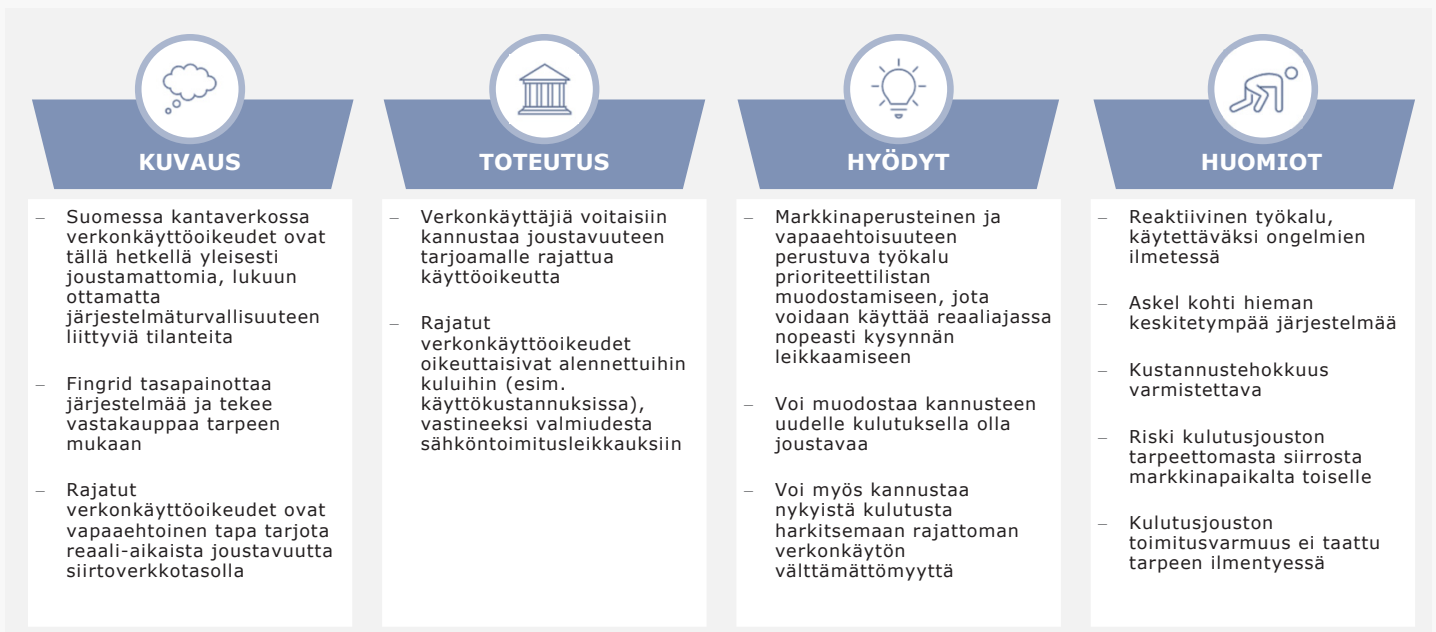 KUVAUS
– Suomessa kantaverkossa
verkonkäyttöoikeudet ovat
tällä hetkellä yleisesti
joustamattomia, lukuun
ottamatta
järjestelmäturvallisuuteen
liittyviä tilanteita
– Fingrid tasapainottaa
järjestelmää ja tekee
vastakauppaa tarpeen
mukaan
– Rajatut
verkonkäyttöoikeudet ovat
vapaaehtoinen tapa tarjota
reaali-aikaista joustavuutta
siirtoverkkotasolla
TOTEUTUS
– Verkonkäyttäjiä voitaisiin
kannustaa joustavuuteen
tarjoamalle rajattua
käyttöoikeutta
– Rajatut
verkonkäyttöoikeudet
oikeuttaisivat alennettuihin
kuluihin (esim.
käyttökustannuksissa),
vastineeksi valmiudesta
sähköntoimitusleikkauksiin
HYÖDYT
– Markkinaperusteinen ja
vapaaehtoisuuteen
perustuva työkalu
prioriteettilistan
muodostamiseen, jota
voidaan käyttää reaaliajassa
nopeasti kysynnän
leikkaamiseen
– Voi muodostaa kannusteen
uudelle kulutuksella olla
joustavaa
– Voi myös kannustaa
nykyistä kulutusta
harkitsemaan rajattoman
verkonkäytön
välttämättömyyttä
HUOMIOT
– Reaktiivinen työkalu,
käytettäväksi ongelmien
ilmetessä
– Askel kohti hieman
keskitetympää järjestelmää
– Kustannustehokkuus
varmistettava
– Riski kulutusjouston
tarpeettomasta siirrosta
markkinapaikalta toiselle
– Kulutusjouston
toimitusvarmuus ei taattu
tarpeen ilmentyessä